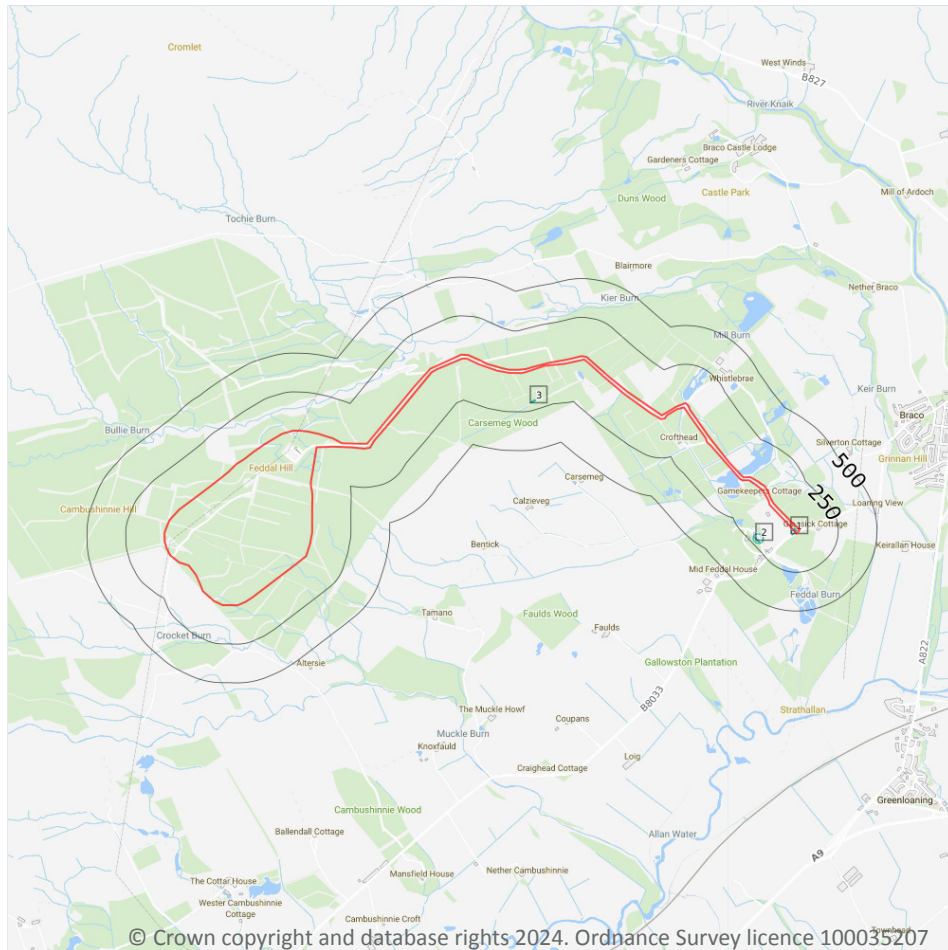 Cromlet
West Winds
B827
River Knaik
Braco Castle Lodge
Gardeners Cottage
Castle Park
Mill of Ardoch
Duns Wood
Tochie Burn
Blairmore
Nether Braco
Kier Burn
Mill Burn
Whistlebrae
Keir Burn
3
Braco
Carsemeg Wood
Bullie Burn
Crofthead
Silverton Cottage
Grinnan Hill
Feddal Hill
500
Carsemeg
Gamekeepers Cottage
Loaning View
Calzieveg
250
Cambushinnie Hill
1
Cottage
2
Bentick
Keirallan House
Mid Feddal House
Feddal Burn
Tamano
Faulds Wood
Crocket Burn
Faulds
A822
Altersie
Gallowston Plantation
B8033
The Muckle Howf
Strathallan
Coupans
Muckle Burn
Knoxfauld
Loig
Craighead Cottage
Greenloaning
Cambushinnie Wood
Ballendall Cottage
Allan Water
A9
Mansfield House
Nether Cambushinnie
The Cottar House
Wester Cambushinnie
Cottage
Cambushinnie Croft
© Crown copyright and database rights 2024. Ordnance Survey licence 100035207